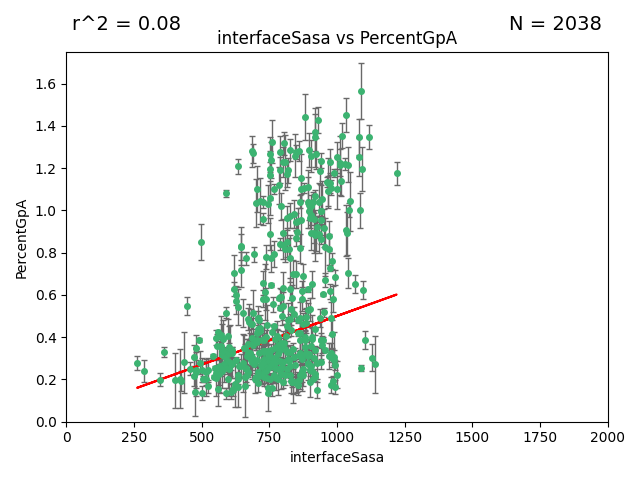 r^2 = 0.08
N = 2038
interfaceSasa vs PercentGpA
PercentGpA
1.6
1.4
1.2
1.0
0.8
0.6
0.4
0.2
0.0
0 250 500 750 1000 1250 1500 1750 2000
interfaceSasa